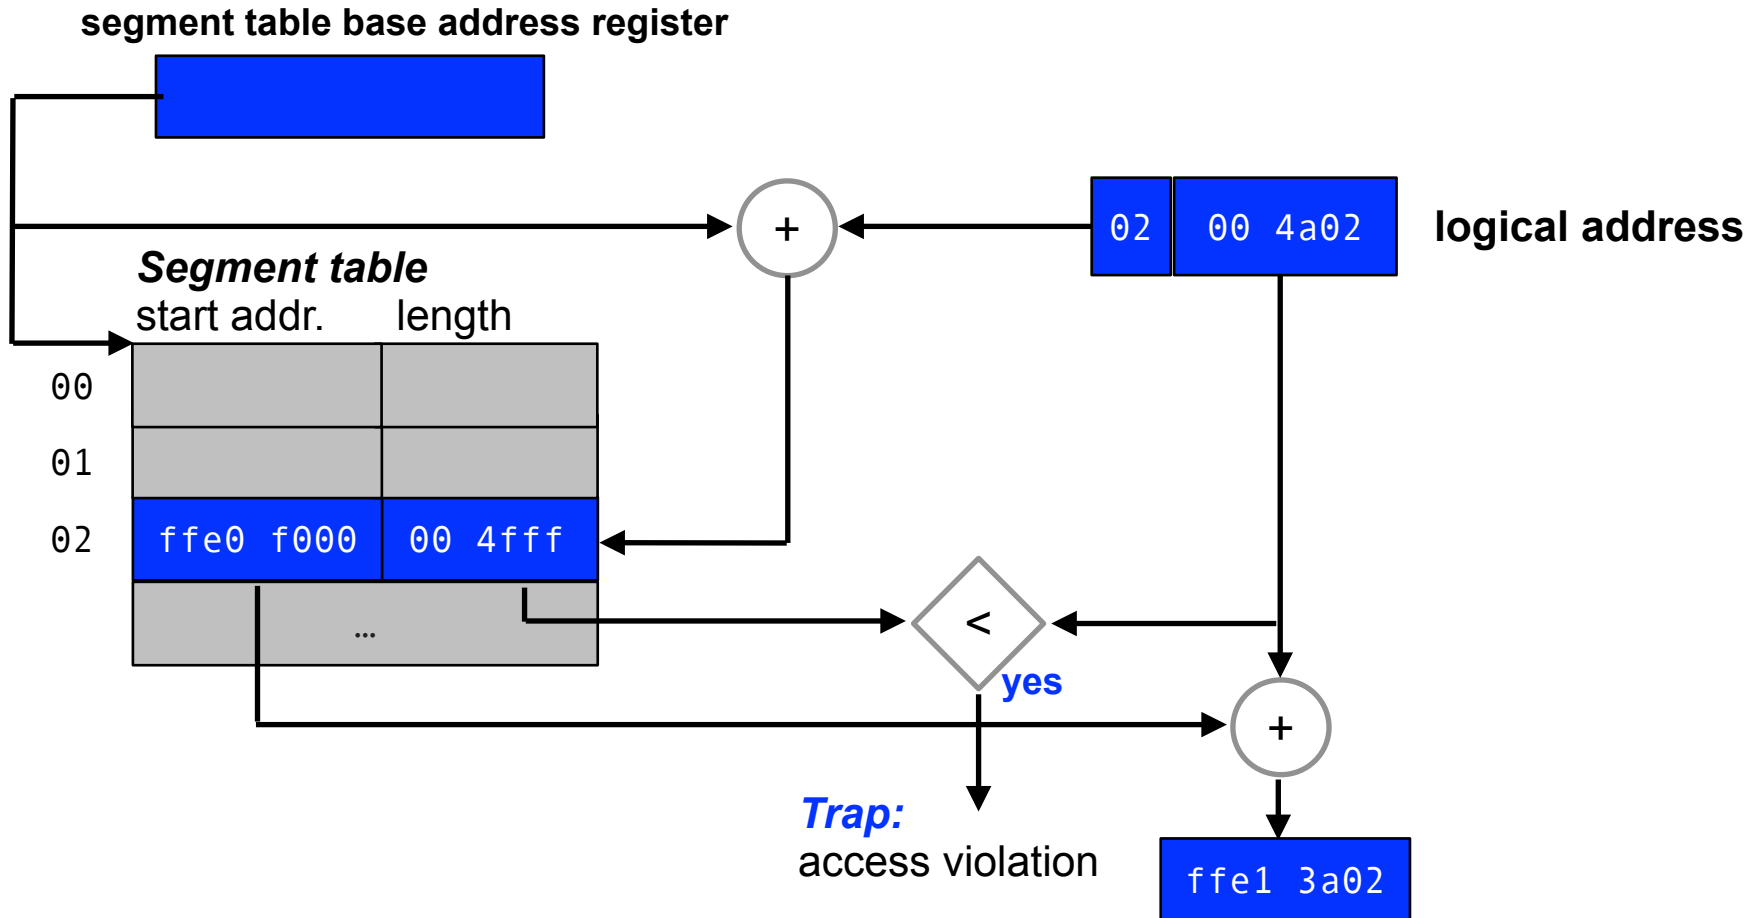 segment table base address register
+
02 00 4a02 logical address
Segment table
start addr. length
00
01
02 ffe0 f000 00 4fff
<
...
yes
+
Trap:
access violation
ffe1 3a02